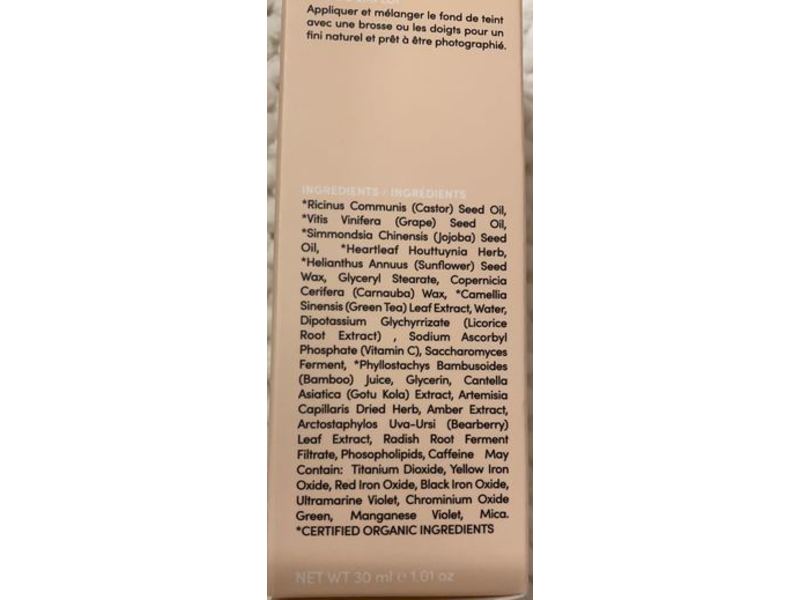 Appliquer et mélanger le fond de teint
avec une brosse ou les doigts pour un
fini naturel et prêt à être photographié.
INGREDIENTS / INGRÉDIENTS
*Ricinus Communis (Castor) Seed Oil,
*Vitis Vinifera (Grape) Seed Oil,
*Simmondsia Chinensis (Jojoba) Seed
Oil, *Heartleaf Houttuynia Herb,
*Helianthus Annuus (Sunflower) Seed
Wax, Glyceryl Stearate, Copernicia
Cerifera (Carnauba) Wax, *Camellia
Sinensis (Green Tea) Leaf Extract, Water,
Dipotassium Glychyrrizate (Licorice
Root Extract) , Sodium Ascorbyl
Phosphate (Vitamin C), Saccharomyces
Ferment, *Phyllostachys Bambusoides
(Bamboo) Juice, Glycerin, Cantella
Asiatica (Gotu Kola) Extract, Artemisia
Capillaris Dried Herb, Amber Extract,
Arctostaphylos Uva-Ursi (Bearberry)
Leaf Extract, Radish Root Ferment
Filtrate, Phosopholipids, Caffeine May
Contain: Titanium Dioxide, Yellow Iron
Oxide, Red Iron Oxide, Black Iron Oxide,
Ultramarine Violet, Chrominium Oxide
Green, Manganese Violet, Mica.
*CERTIFIED ORGANIC INGREDIENTS
NET WT 30 ml e 1.01 oz